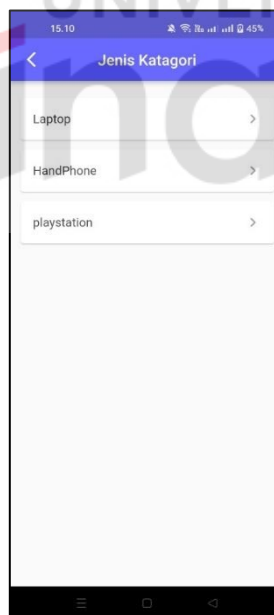 15.10
45%
Jenis Katagori
Laptop
HandPhone
playstation